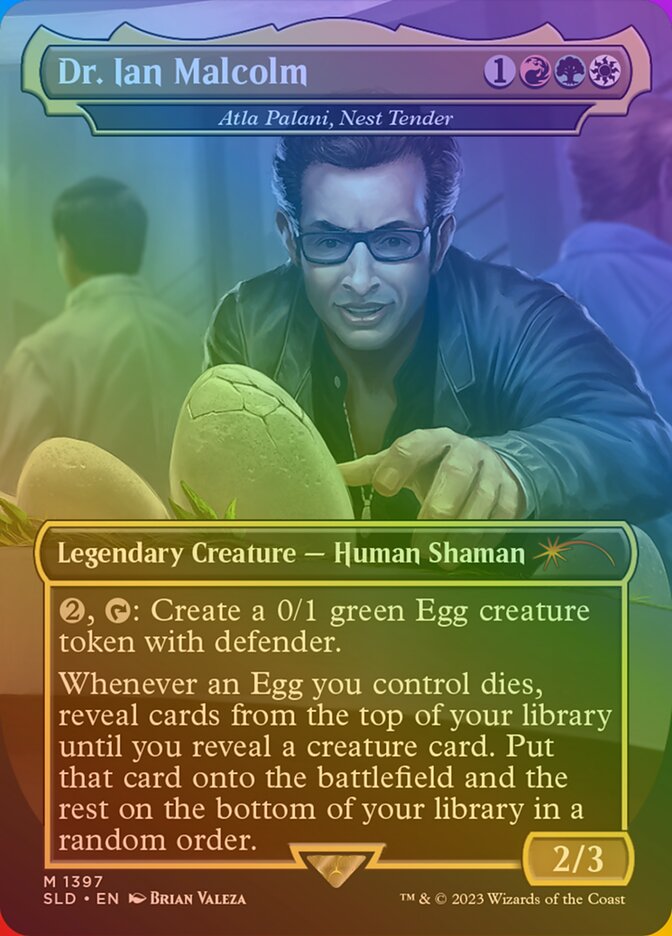 Dr. Ian Malcolm 1
Atla Palani, Nest Tender
Legendary Creature — Human Shaman
2, : Create a 0/1 green Egg creature
token with defender.
Whenever an Egg you control dies,
reveal cards from the top of your library
until you reveal a creature card. Put
that card onto the battlefield and the
rest on the bottom of your library in a
random order.
2/3
M 1397
SLD • EN Brian Valeza
™ & © 2023 Wizards of the Coast